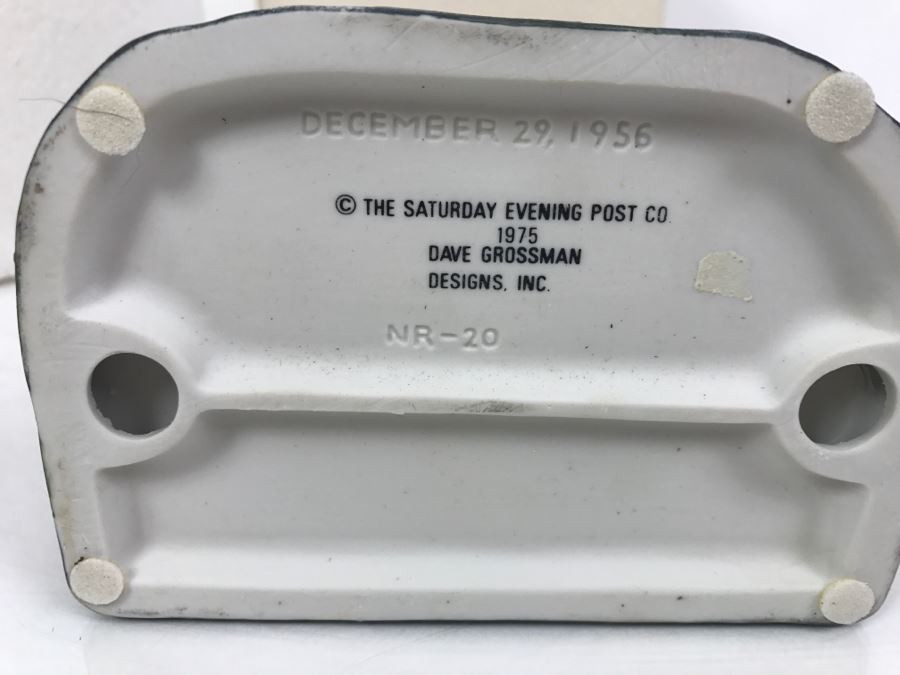 DECEMBER 29, 1956
© THE SATURDAY EVENING POST CO.
1975
DAVE GROSSMAN
DESIGNS, INC.
NR-20